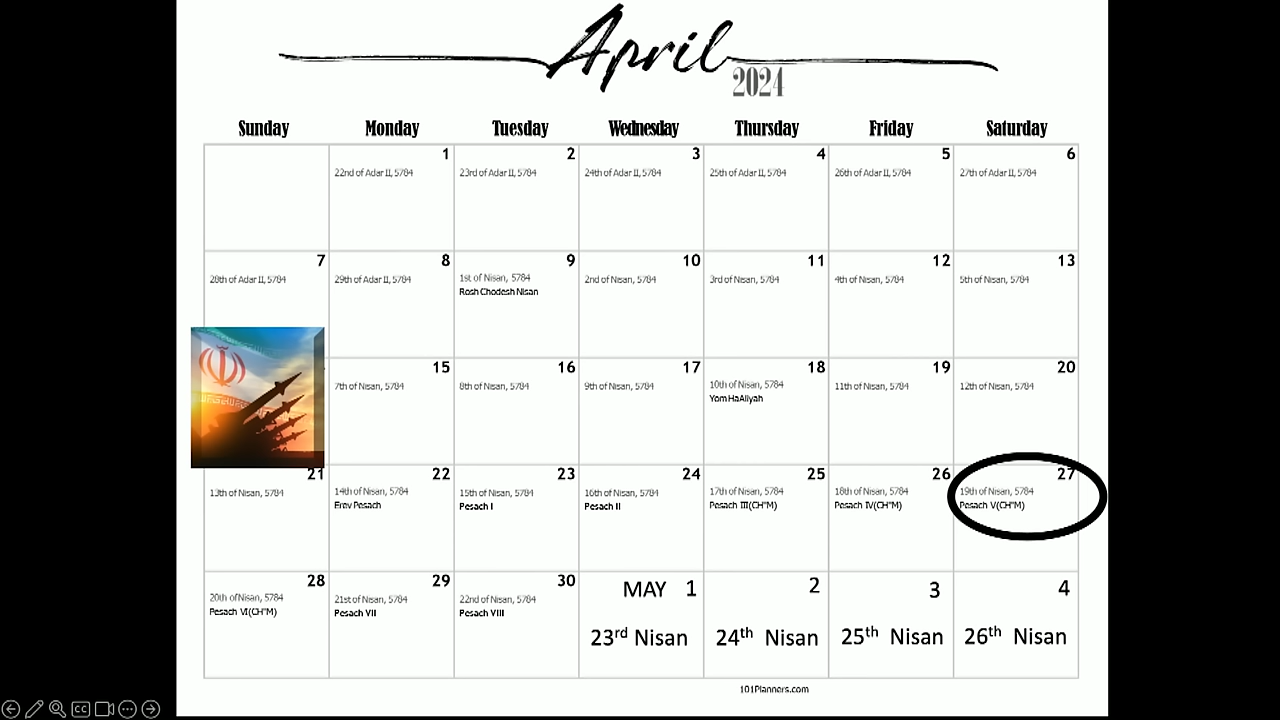 April
2024
Sunday Monday Tuesday Wednesday Thursday Friday Saturday
1 2 3 4 5 6
22nd of Adar II, 5784 23rd of Adar II, 5784 24th of Adar II, 5784 25th of Adar II, 5784 26th of Adar II, 5784 27th of Adar II, 5784
7 8 9 10 11 12 13
28th of Adar II, 5784 29th of Adar II, 5784 1st of Nisan, 5784 2nd of Nisan, 5784 3rd of Nisan, 5784 4th of Nisan, 5784 5th of Nisan, 5784
Rosh Chodesh Nisan
15 16 17 18 19 20
7th of Nisan, 5784 8th of Nisan, 5784 9th of Nisan, 5784 10th of Nisan, 5784 11th of Nisan, 5784 12th of Nisan, 5784
Yom HaAliyah
21 22 23 24 25 26 27
13th of Nisan, 5784 14th of Nisan, 5784 15th of Nisan, 5784 16th of Nisan, 5784 17th of Nisan, 5784 18th of Nisan, 5784 19th of Nisan, 5784
Erev Pesach Pesach I Pesach II Pesach III(CH"M) Pesach IV(CH"M) Pesach V(CH"M)
28 29 30 MAY 1 2 3 4
20th of Nisan, 5784 21st of Nisan, 5784 22nd of Nisan, 5784
Pesach VI(CH"M) Pesach VII Pesach VIII
23rd Nisan 24th Nisan 25th Nisan 26th Nisan
101Planners.com
CC